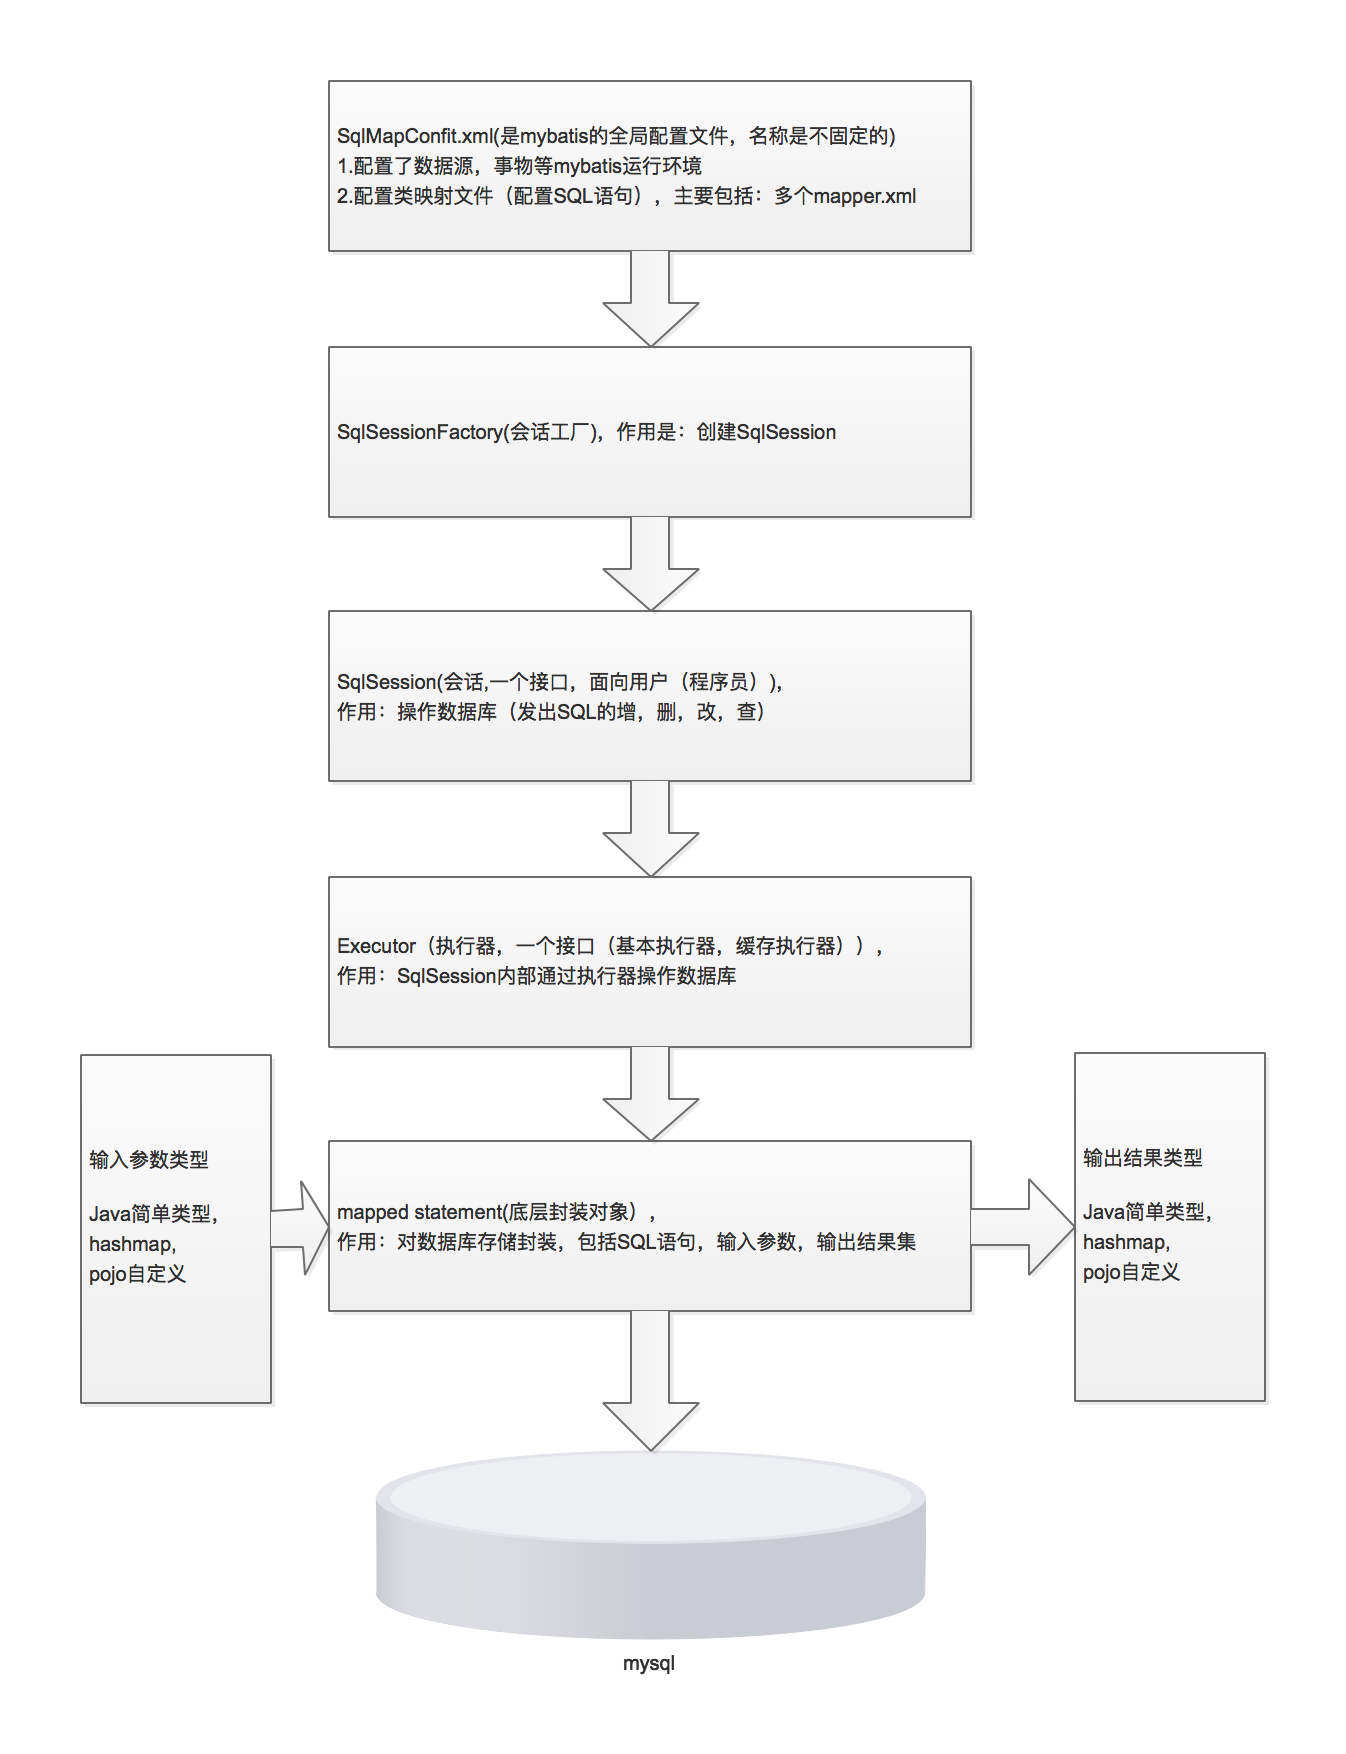 SqlMapConfit.xml(是mybatis的全局配置文件，名称是不固定的)
1.配置了数据源，事物等mybatis运行环境
2.配置类映射文件（配置SQL语句），主要包括：多个mapper.xml
SqlSessionFactory(会话工厂)，作用是：创建SqlSession
SqlSession(会话,一个接口，面向用户（程序员）)，
作用：操作数据库（发出SQL的增，删，改，查）
Executor（执行器，一个接口（基本执行器，缓存执行器）），
作用：SqlSession内部通过执行器操作数据库
输入参数类型
Java简单类型，
hashmap,
pojo自定义
mapped statement(底层封装对象），
作用：对数据库存储封装，包括SQL语句，输入参数，输出结果集
输出结果类型
Java简单类型，
hashmap,
pojo自定义
mysql